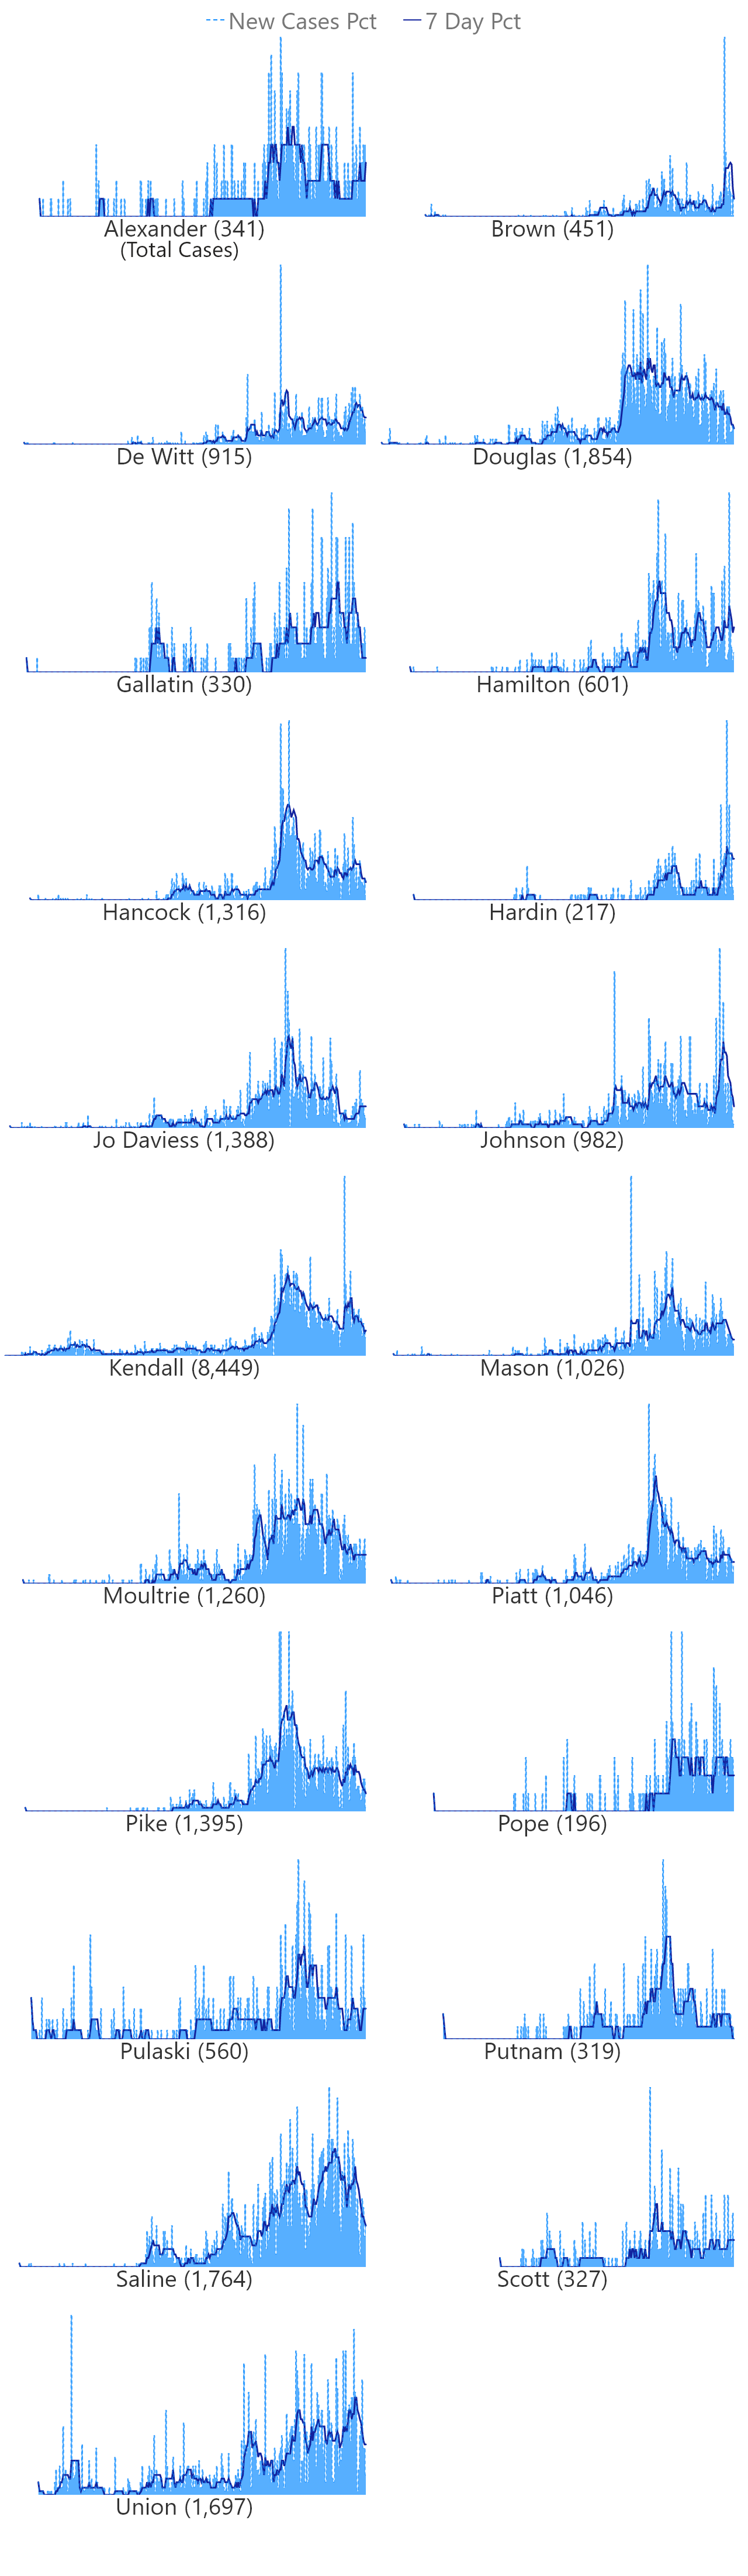 New Cases Pct 7 Day Pct
Alexander (341)
(Total Cases)
Brown (451)
De Witt (915)
Douglas (1,854)
Gallatin (330)
Hamilton (601)
Hancock (1,316)
Hardin (217)
Jo Daviess (1,388)
Johnson (982)
Kendall (8,449)
Mason (1,026)
Moultrie (1,260)
Piatt (1,046)
Pike (1,395)
Pope (196)
Pulaski (560)
Putnam (319)
Saline (1,764)
Scott (327)
Union (1,697)